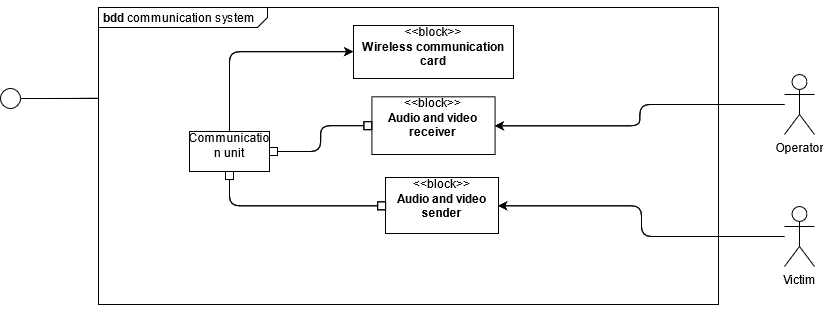 bdd communication system
<<block>>
Wireless communication
card
<<block>>
Audio and video
receiver
Communicatio
n unit
Operator
<<block>>
Audio and video
sender
Victim